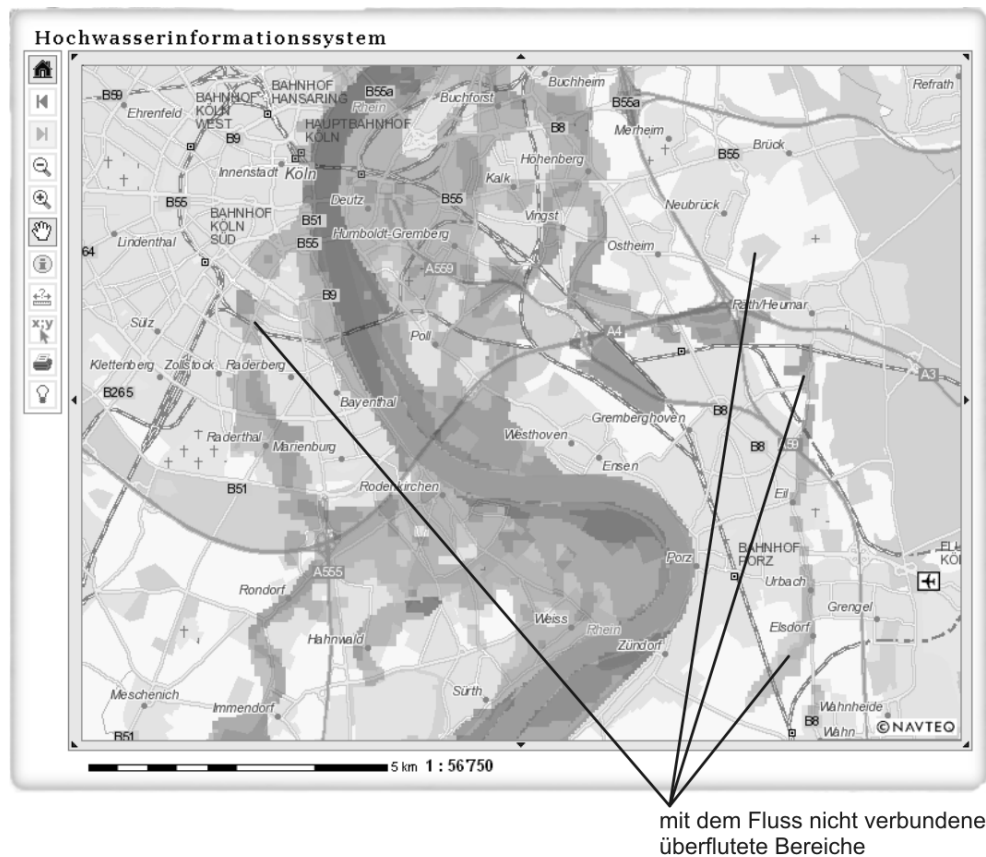 Hochwasserinformationssystem
BAHNHOF
HANSARING
B55a
Rhein
Buchforst
Buchheim
Refrath
B59
Ehrenfeld
BAHNHOF
KÖLN
WEST
B9
HAUPTBAHNHOF
KÖLN
B8
B55a
Merheim
Brück
B55
Innenstadt
Köln
Höhenberg
Kalk
B55
Deutz
B55
Neubrück
BAHNHOF
KÖLN
SÜD
B51
B55
Humboldt-Gremberg
Vingst
Ostheim
Lindenthal
64
A559
B9
Rath/Heumar
Sülz
Poll
A4
Klettenberg
Zollstock
Raderberg
A3
B265
Bayenthal
B8
Gremberghoven
Raderthal
Marienburg
Westhoven
B8
A59
Ensen
B51
Rodenkirchen
Eil
Porz
BAHNHOF
PORZ
A555
Urbach
Rondorf
Grengel
Weiss
Rhein
Elsdorf
Hahnwald
Zündorf
Meschenich
Sürth
Immendorf
Wahnheide
B8
Wahn
B51
©NAVTEQ
5 km 1 : 56750
x;y
mit dem Fluss nicht verbundene
überflutete Bereiche